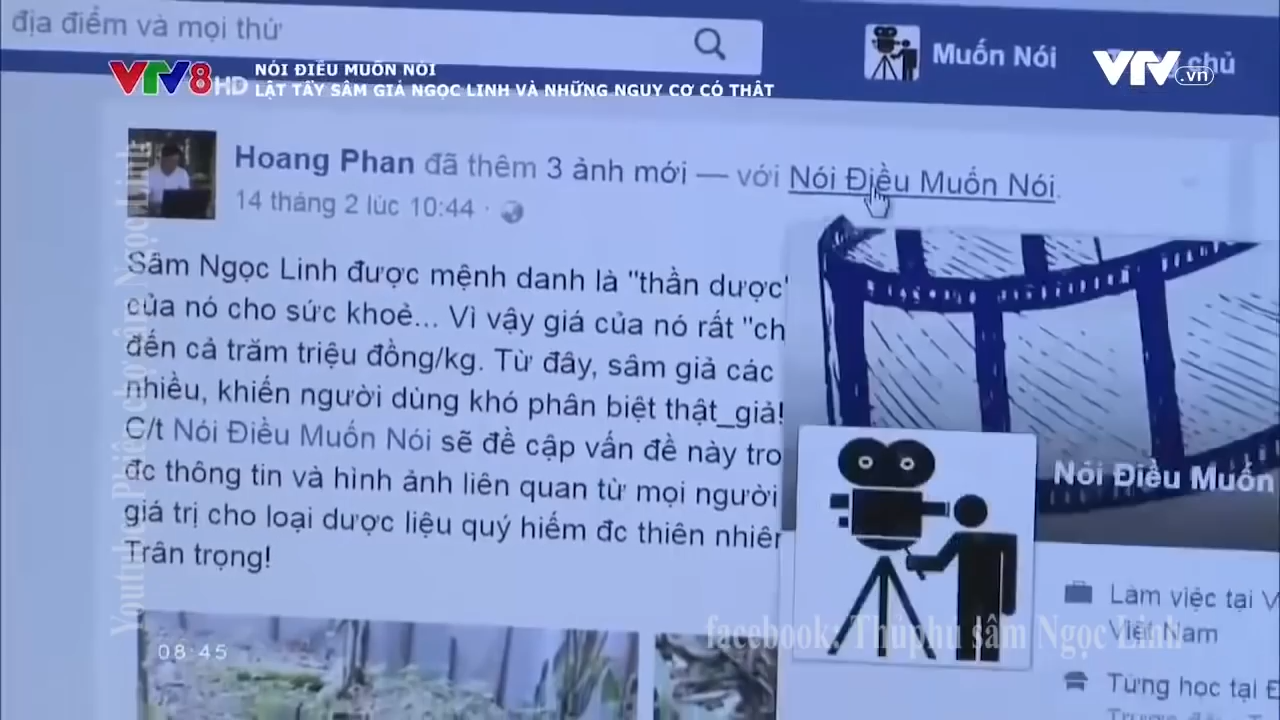 địa điểm và mọi thứ
Muốn Nói
chủ
VTV8 HD
NÓI ĐIỀU MUỐN NÓI
LẬT TẨY SÂM GIẢ NGỌC LINH VÀ NHỮNG NGUY CƠ CÓ THẬT
VTV.vn
Hoang Phan đã thêm 3 ảnh mới — với Nói Điều Muốn Nói.
14 tháng 2 lúc 10:44 ·
Sâm Ngọc Linh được mệnh danh là "thần dược"
của nó cho sức khoẻ... Vì vậy giá của nó rất "ch
đến cả trăm triệu đồng/kg. Từ đây, sâm giả các
nhiều, khiến người dùng khó phân biệt thật_giả!
C/t Nói Điều Muốn Nói sẽ đề cập vấn đề này tro
đc thông tin và hình ảnh liên quan từ mọi người
giá trị cho loại dược liệu quý hiếm đc thiên nhiên
Trân trọng!
Nói Điều Muốn
Làm việc tại V
Việt Nam
Từng học tại
08:45
facebook: Thủphủ sâm Ngọc Linh
Youtube: Phiên chợ sâm Ngọc Linh